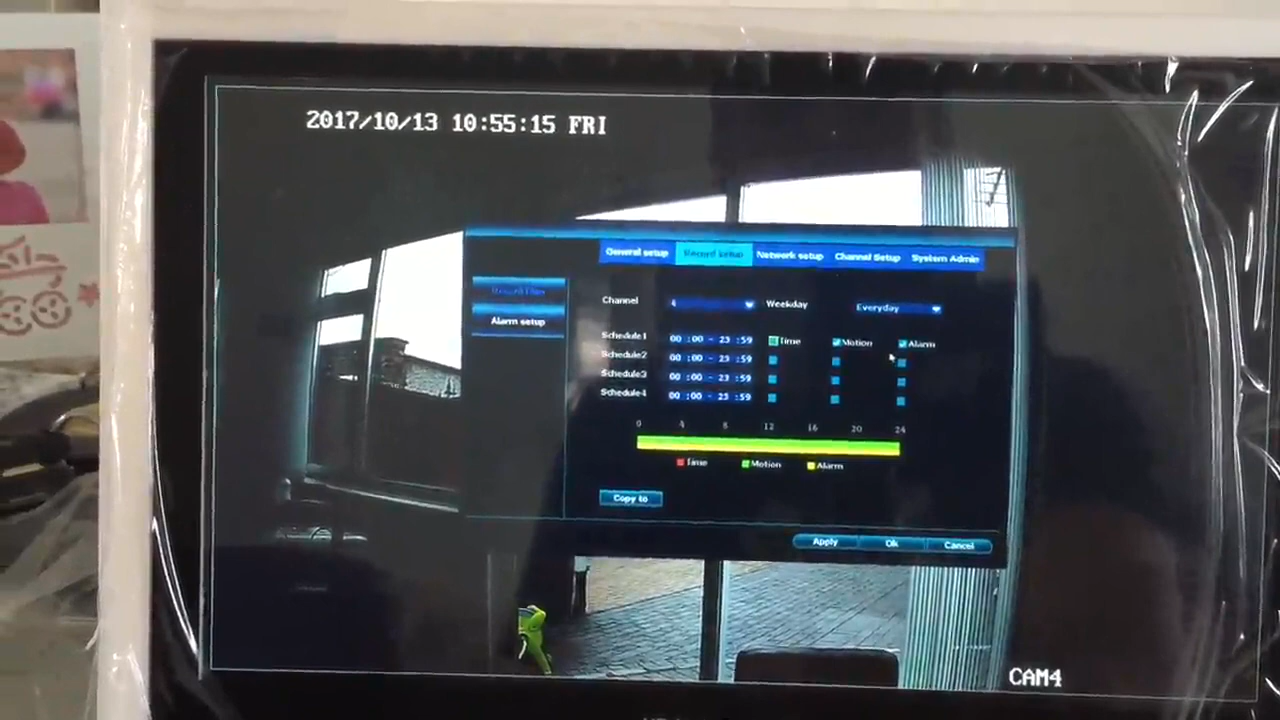 2017/10/13 10:55:15 FRI
General setup Record setup Network setup Channel Setup System Admin
Record Plan
Alarm setup
Channel 4 Weekday Everyday
Schedule1 00 :00 - 23 :59 Time Motion Alarm
Schedule2 00 :00 - 23 :59
Schedule3 00 :00 - 23 :59
Schedule4 00 :00 - 23 :59
0 4 8 12 16 20 24
Time Motion Alarm
Copy to
Apply Ok Cancel
CAM4